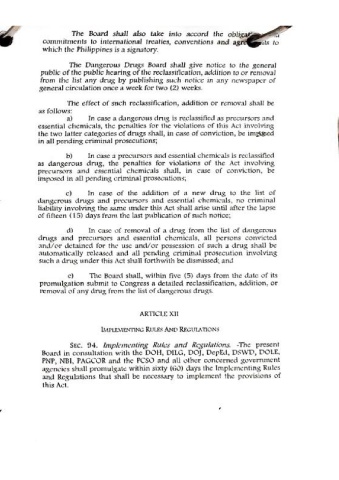 The Board shall also take into accord the
commitments to international treaties, conventions and to
which the Philippines is a signatory.
The Dangerous Drugs Board shall give notice to the general
public of the public hearing of the reclassification, addition to or removal
from the list any drug by publishing such notice in any newspaper of
general circulation once a week for two (2) weeks.
The effect of such reclassification, addition or removal shall be
as follows:
a) In case a dangerous drug is reclassified as precursors and
essential chemicals, the penalties for the violations of this Act involving
the two latter categories of drugs shall, in case of conviction, be imposed
in all pending criminal prosecutions;
b) In case a precursors and essential chemicals is reclassified
as dangerous drug, the penalties for violations of the Act involving
precursors and essential chemicals shall, in case of conviction, be
imposed in all pending criminal prosecutions;
c) In case of the addition of a new drug to the list of
dangerous drugs and precursors and essential chemicals, no criminal
liability involving the same under this Act shall arise until after the lapse
of fifteen (15) days from the last publication of such notice;
d) In case of removal of a drug from the list of dangerous
drugs and precursors and essential chemicals, all persons convicted
and/or detained for the use and/or possession of such a drug shall be
automatically released and all pending criminal prosecution involving
such a drug under this Act shall forthwith be dismissed; and
e) The Board shall, within five (5) days from the date of its
promulgation submit to Congress a detailed reclassification, addition, or
removal of any drug from the list of dangerous drugs.
ARTICLE XII
IMPLEMENTING RULES AND REGULATIONS
SEC. 94. Implementing Rules and Regulations. -The present
Board in consultation with the DOH, DILG, DOJ, DepEd, DSWD, DOLE,
PNP, NBI, PAGCOR and the PCSO and all other concerned government
agencies shall promulgate within sixty (60) days the Implementing Rules
and Regulations that shall be necessary to implement the provisions of
this Act.